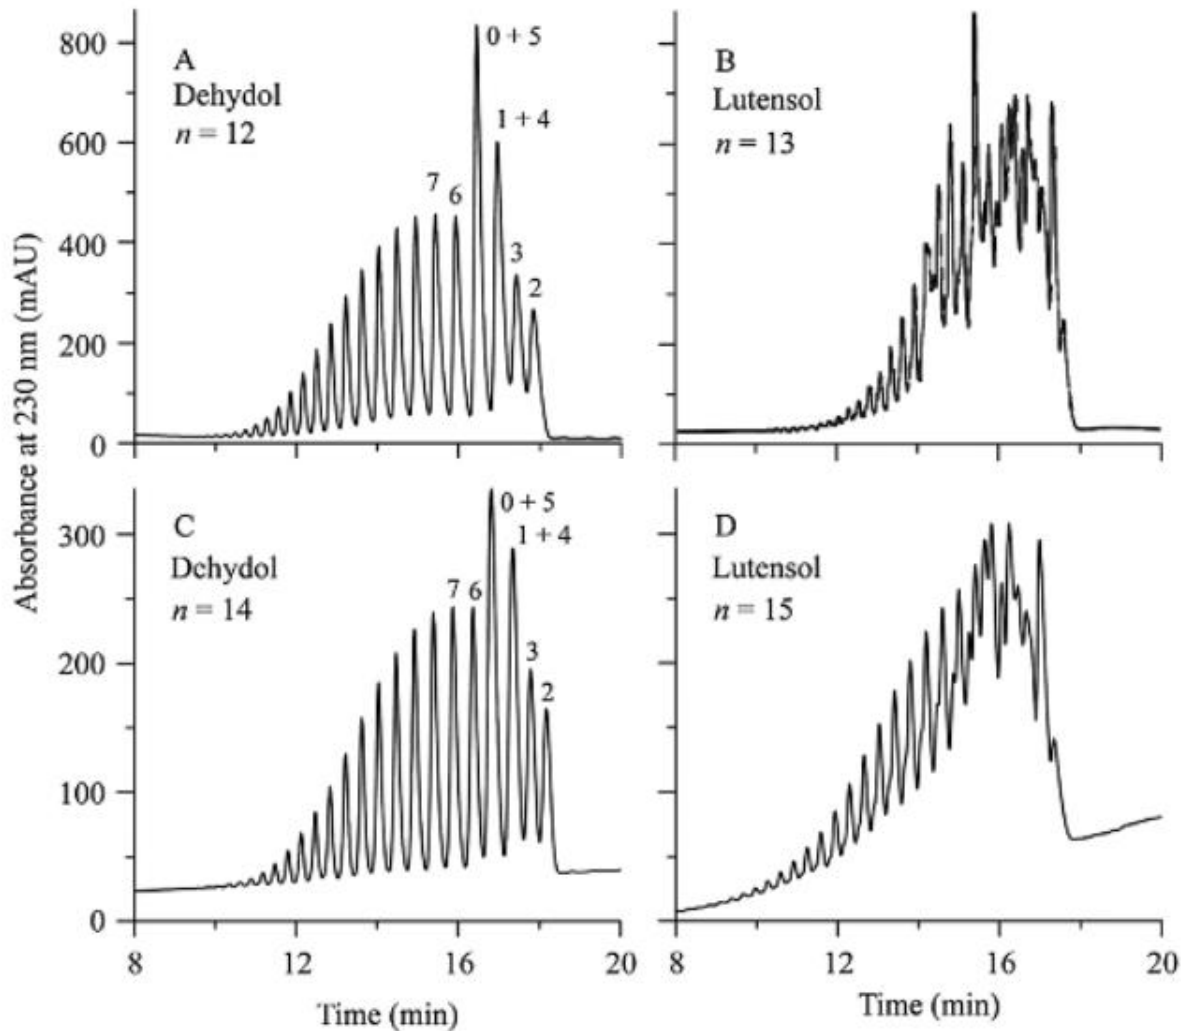 Absorbance at 230 nm (mAU)
800
600
400
200
0
A
Dehydol
n = 12
7
6
0 + 5
1 + 4
3
2
B
Lutensol
n = 13
300
200
100
0
C
Dehydol
n = 14
7
6
0 + 5
1 + 4
3
2
D
Lutensol
n = 15
8
12
16
20
8
12
16
20
Time (min)
Time (min)